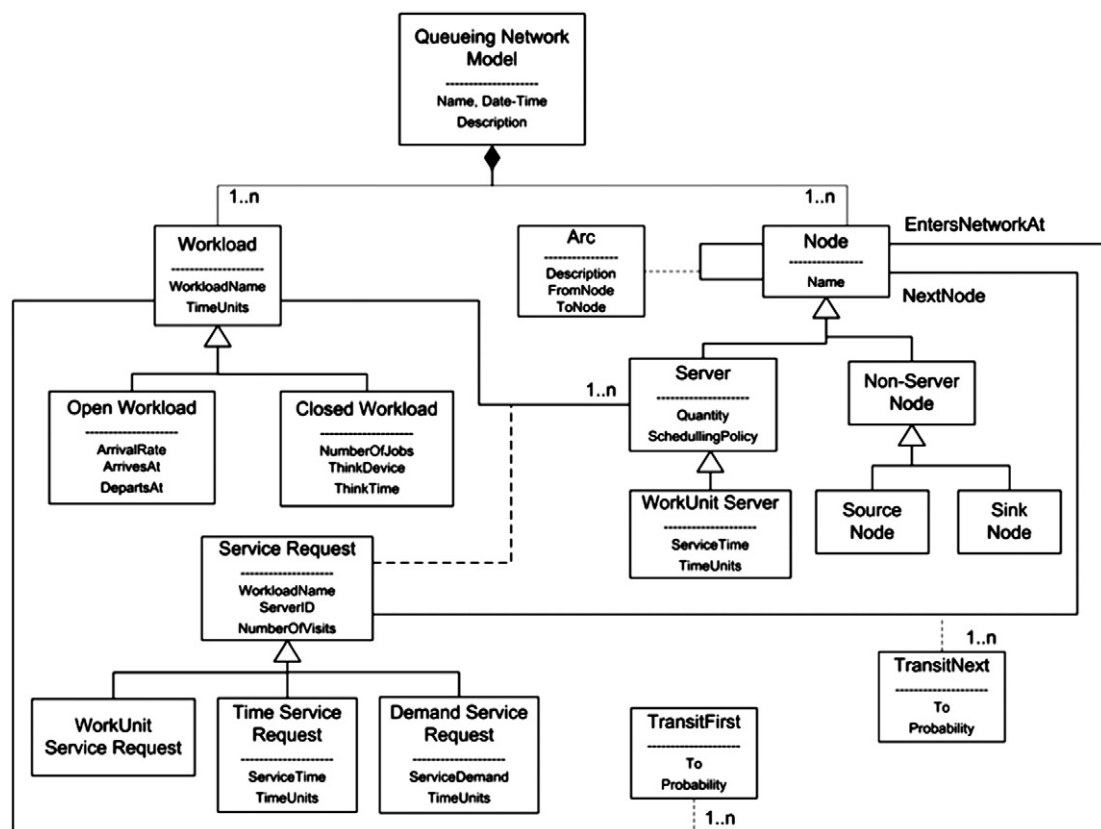 Queueing Network
Model
----------------------
Name, Date-Time
Description
1..n
1..n
Workload
----------------------
WorkloadName
TimeUnits
Arc
------------------
Description
FromNode
ToNode
Node
------------------
Name
EntersNetworkAt
NextNode
Open Workload
----------------------
ArrivalRate
ArrivesAt
DepartsAt
Closed Workload
----------------------
NumberOfJobs
ThinkDevice
ThinkTime
1..n
Server
----------------------
Quantity
SchedullingPolicy
Non-Server
Node
WorkUnit Server
----------------------
ServiceTime
TimeUnits
Source
Node
Sink
Node
Service Request
----------------------
WorkloadName
ServerID
NumberOfVisits
1..n
TransitNext
----------------------
To
Probability
WorkUnit
Service Request
Time Service
Request
----------------------
ServiceTime
TimeUnits
Demand Service
Request
----------------------
ServiceDemand
TimeUnits
TransitFirst
----------------------
To
Probability
1..n